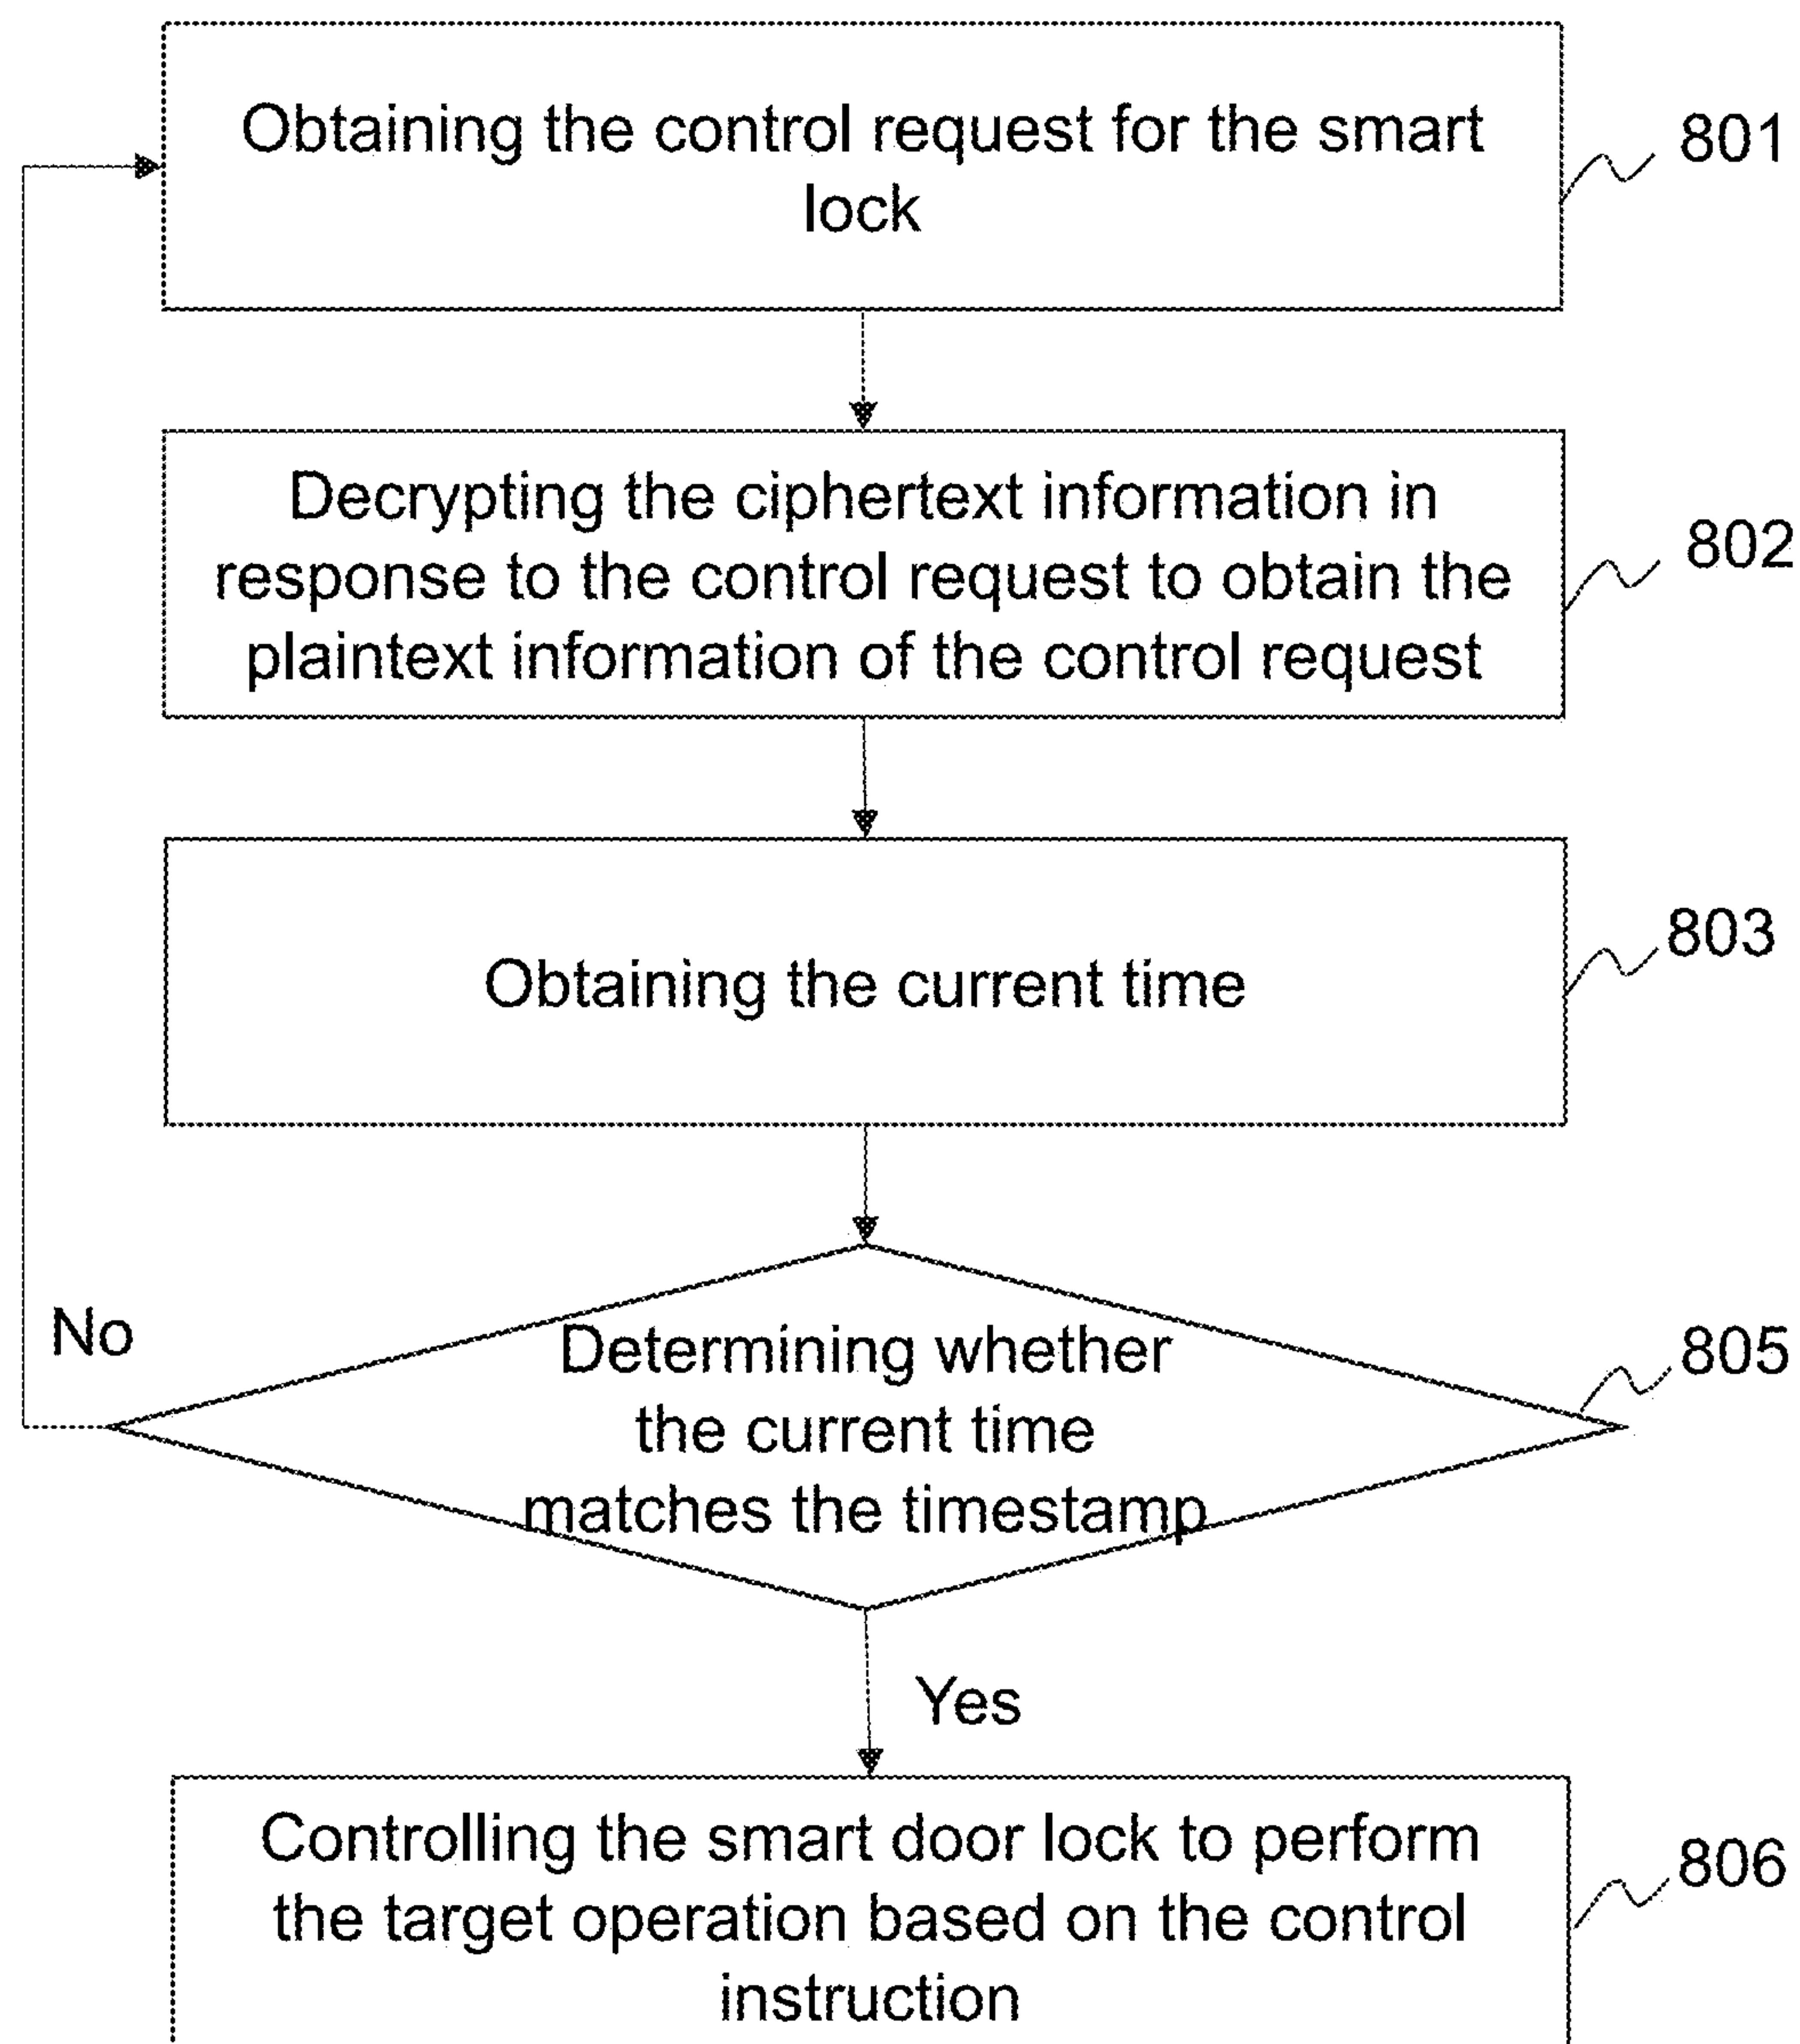 Obtaining the control request for the smart
lock
801
Decrypting the ciphertext information in
response to the control request to obtain the
plaintext information of the control request
802
Obtaining the current time
803
No
Determining whether
the current time
matches the timestamp
805
Yes
Controlling the smart door lock to perform
the target operation based on the control
instruction
806